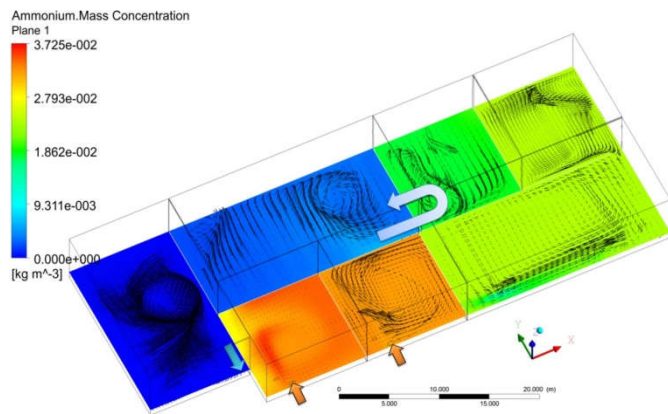 Ammonium.Mass Concentration
Plane 1
3.725e-002
2.793e-002
1.862e-002
9.311e-003
0.000e+000
[kg m^-3]
Y
Z
X
0
10.000
20.000 (m)
5.000
15.000